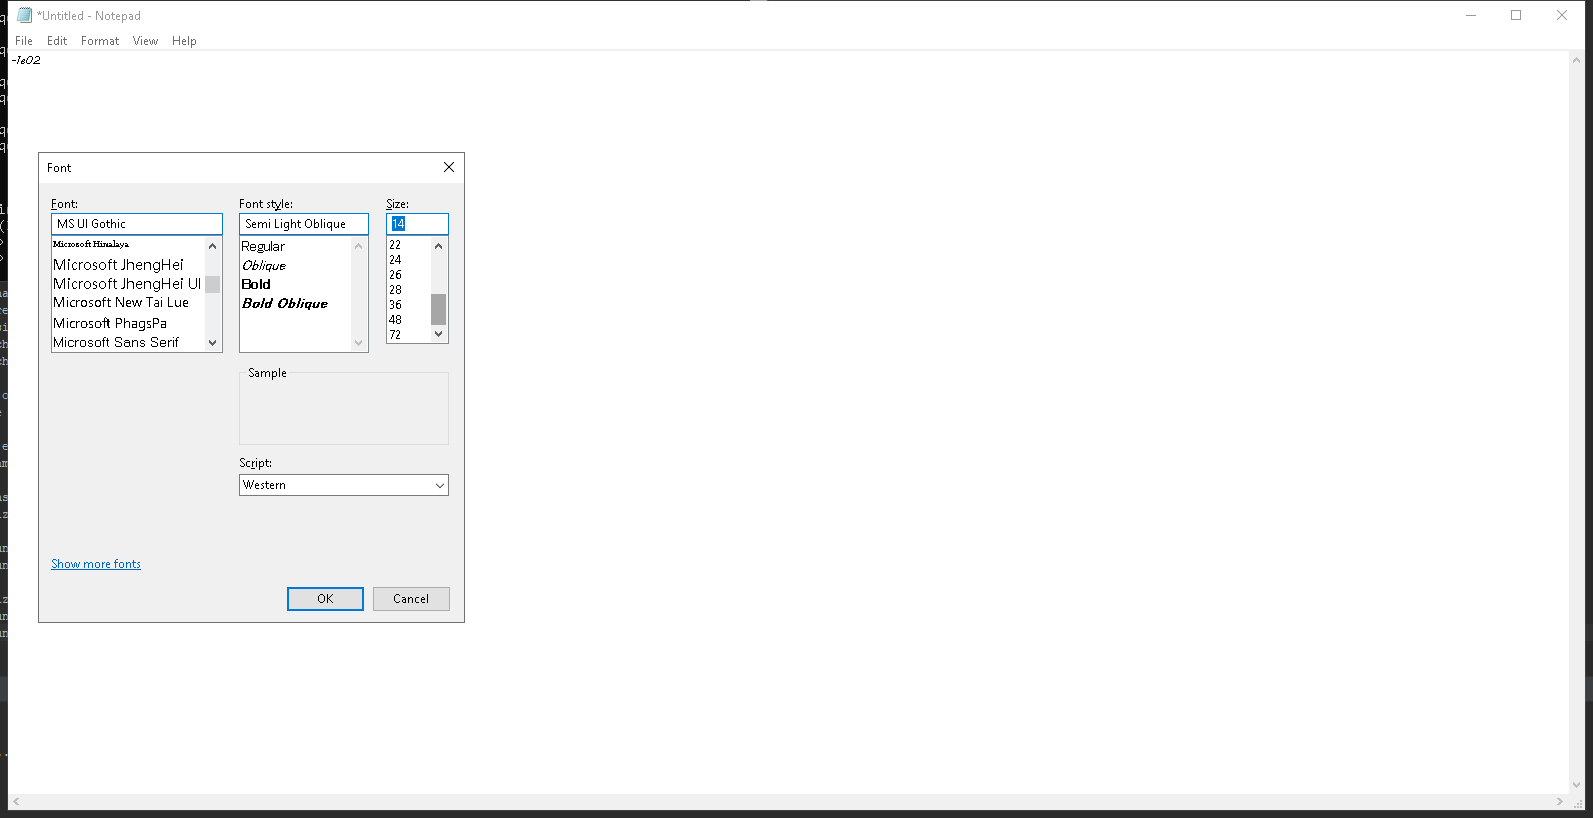 *Untitled - Notepad
File Edit Format View Help
-1e02
Font
Font: Font style: Size:
MS UI Gothic Semi Light Oblique 14
Microsoft Himalaya
Microsoft JhengHei
Microsoft JhengHei UI
Microsoft New Tai Lue
Microsoft PhagsPa
Microsoft Sans Serif
Regular
Oblique
Bold
Bold Oblique
22
24
26
28
36
48
72
Sample
Script:
Western
Show more fonts
OK Cancel